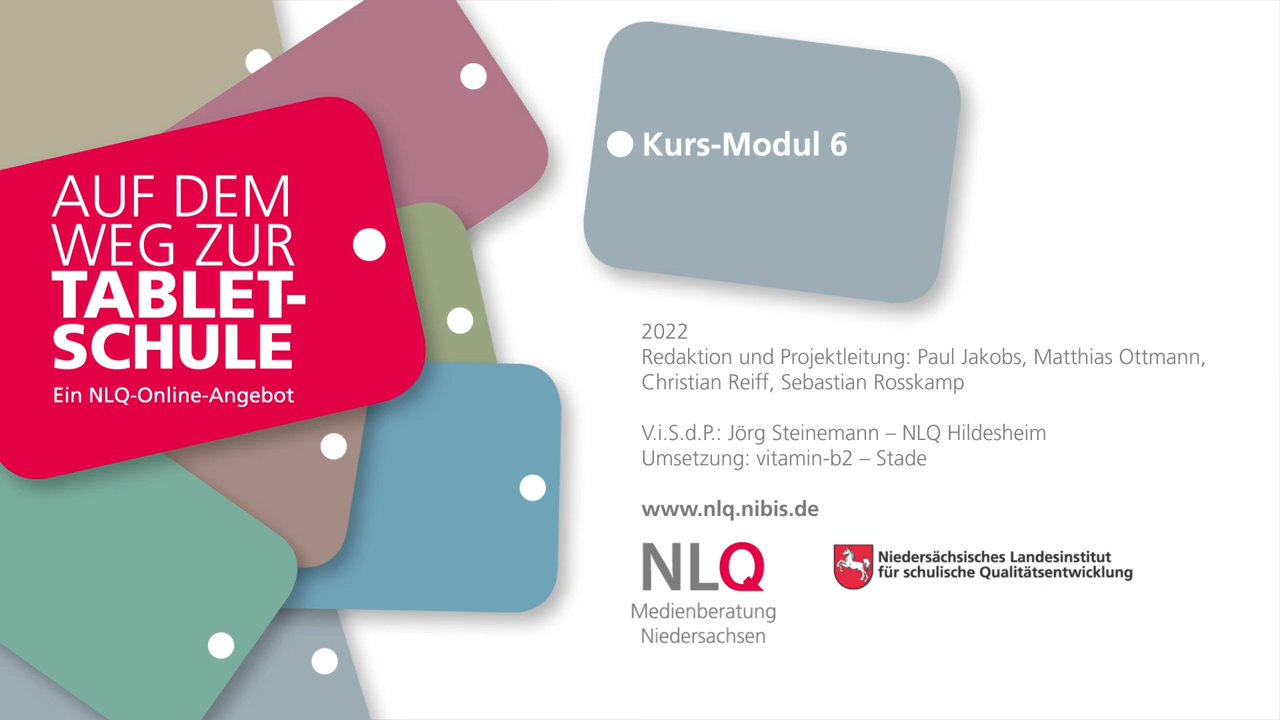 AUF DEM
WEG ZUR
TABLET-
SCHULE
Ein NLQ-Online-Angebot
Kurs-Modul 6
2022
Redaktion und Projektleitung: Paul Jakobs, Matthias Ottmann,
Christian Reiff, Sebastian Rosskamp
V.i.S.d.P.: Jörg Steinemann – NLQ Hildesheim
Umsetzung: vitamin-b2 – Stade
www.nlq.nibis.de
NLQ
Medienberatung
Niedersachsen
Niedersächsisches Landesinstitut
für schulische Qualitätsentwicklung